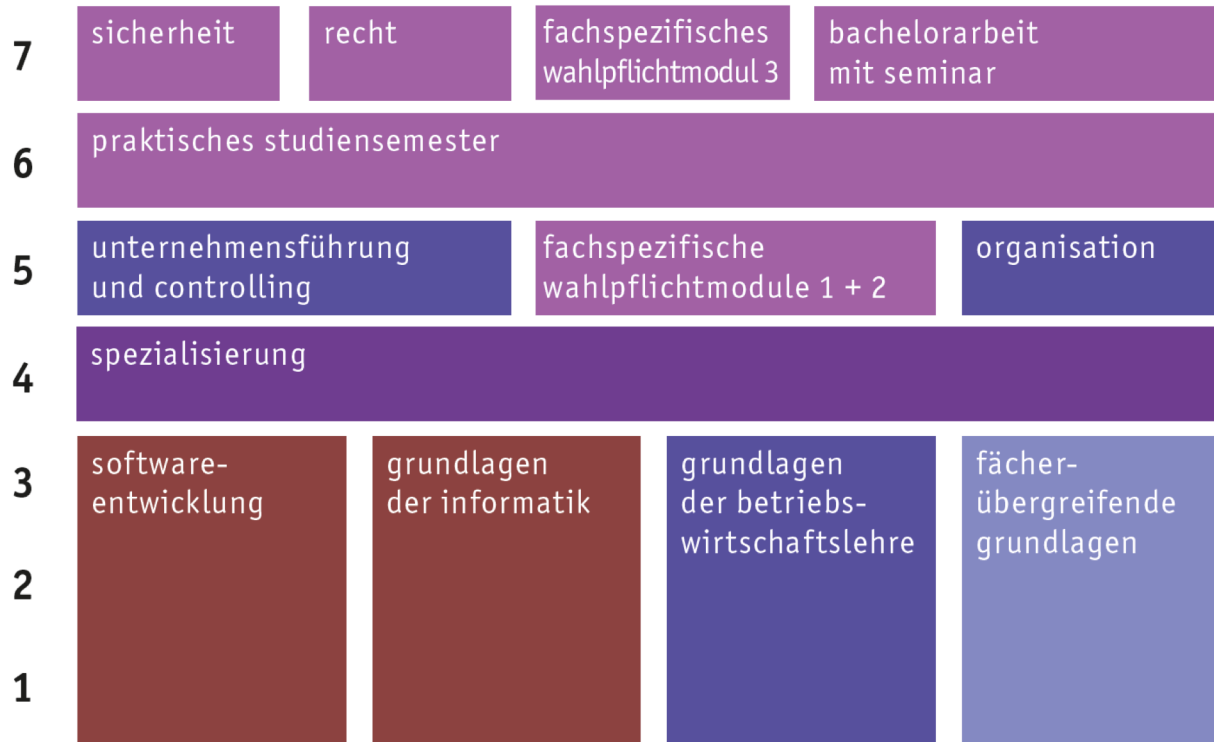 7
sicherheit
recht
fachspezifisches
wahlpflichtmodul 3
bachelorarbeit
mit seminar
6
praktisches studiensemester
5
unternehmensführung
und controlling
fachspezifische
wahlpflichtmodule 1 + 2
organisation
4
spezialisierung
3
software-
entwicklung
grundlagen
der informatik
grundlagen
der betriebs-
wirtschaftslehre
fächer-
übergreifende
grundlagen
2
1